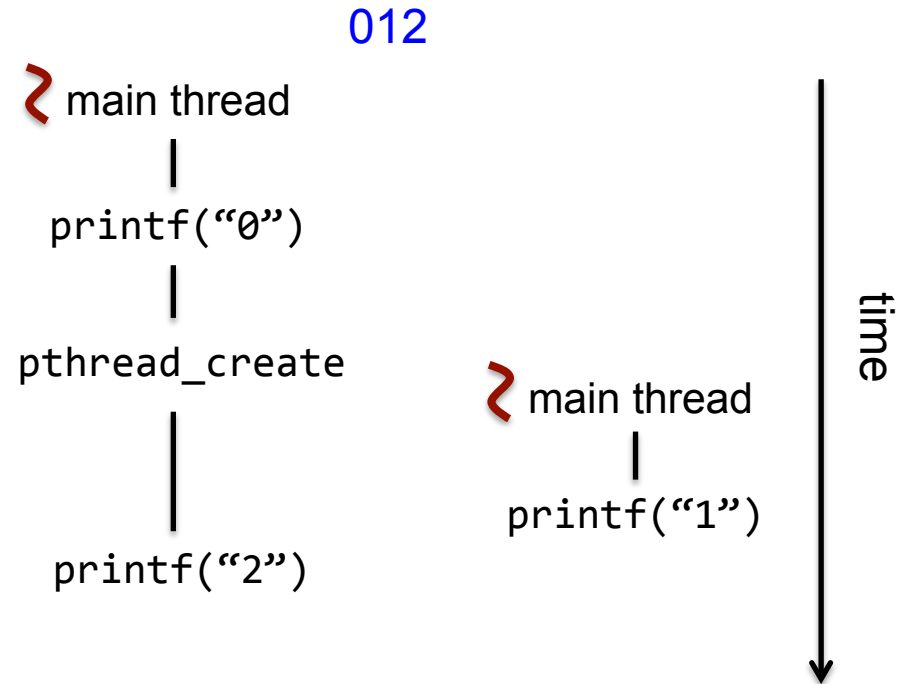 012
main thread
printf(“0”)
pthread_create
printf(“2”)
main thread
printf(“1”)
time